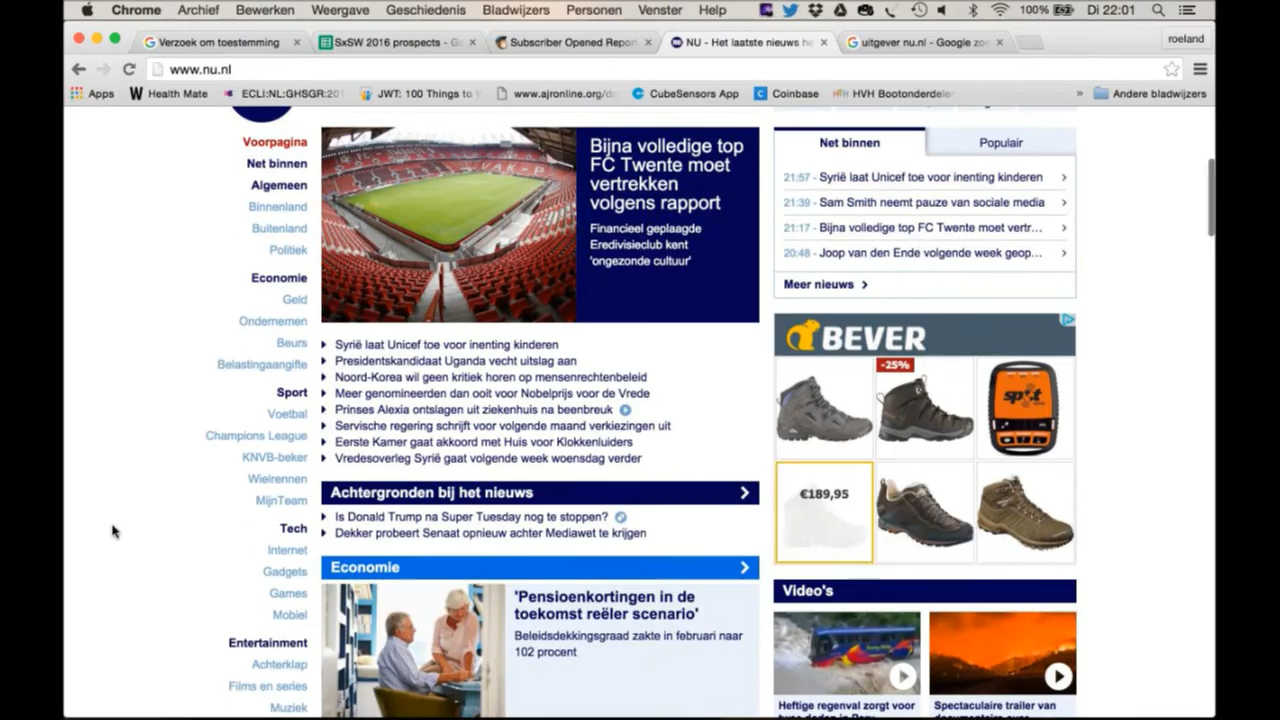 Chrome Archief Bewerken Weergave Geschiedenis Bladwijzers Personen Venster Help 100% Di 22:01
Verzoek om toestemming
SxSW 2016 prospects - G
Subscriber Opened Repor
NU - Het laatste nieuws he
uitgever nu.nl - Google zo
roeland
www.nu.nl
Apps
Health Mate
ECLI:NL:GHSGR:201
JWT: 100 Things to
www.ajronline.org/d
CubeSensors App
Coinbase
HVH Bootonderdele
»
Andere bladwijzers
Voorpagina
Net binnen
Algemeen
Binnenland
Buitenland
Politiek
Economie
Geld
Ondernemen
Beurs
Belastingaangifte
Sport
Voetbal
Champions League
KNVB-beker
Wielrennen
MijnTeam
Tech
Internet
Gadgets
Games
Mobiel
Entertainment
Achterklap
Films en series
Muziek
VAK-P
Bijna volledige top
FC Twente moet
vertrekken
volgens rapport
Financieel geplaagde
Eredivisieclub kent
'ongezonde cultuur'
Syrië laat Unicef toe voor inenting kinderen
Presidentskandidaat Uganda vecht uitslag aan
Noord-Korea wil geen kritiek horen op mensenrechtenbeleid
Meer genomineerden dan ooit voor Nobelprijs voor de Vrede
Prinses Alexia ontslagen uit ziekenhuis na beenbreuk
Servische regering schrijft voor volgende maand verkiezingen uit
Eerste Kamer gaat akkoord met Huis voor Klokkenluiders
Vredesoverleg Syrië gaat volgende week woensdag verder
Achtergronden bij het nieuws
Is Donald Trump na Super Tuesday nog te stoppen?
Dekker probeert Senaat opnieuw achter Mediawet te krijgen
Economie
'Pensioenkortingen in de
toekomst reëler scenario'
Beleidsdekkingsgraad zakte in februari naar
102 procent
Net binnen
Populair
21:57 - Syrië laat Unicef toe voor inenting kinderen
21:39 - Sam Smith neemt pauze van sociale media
21:17 - Bijna volledige top FC Twente moet vertr...
20:48 - Joop van den Ende volgende week geop...
Meer nieuws
BEVER
-25%
spot
€189,95
Video's
Heftige regenval zorgt voor
Spectaculaire trailer van